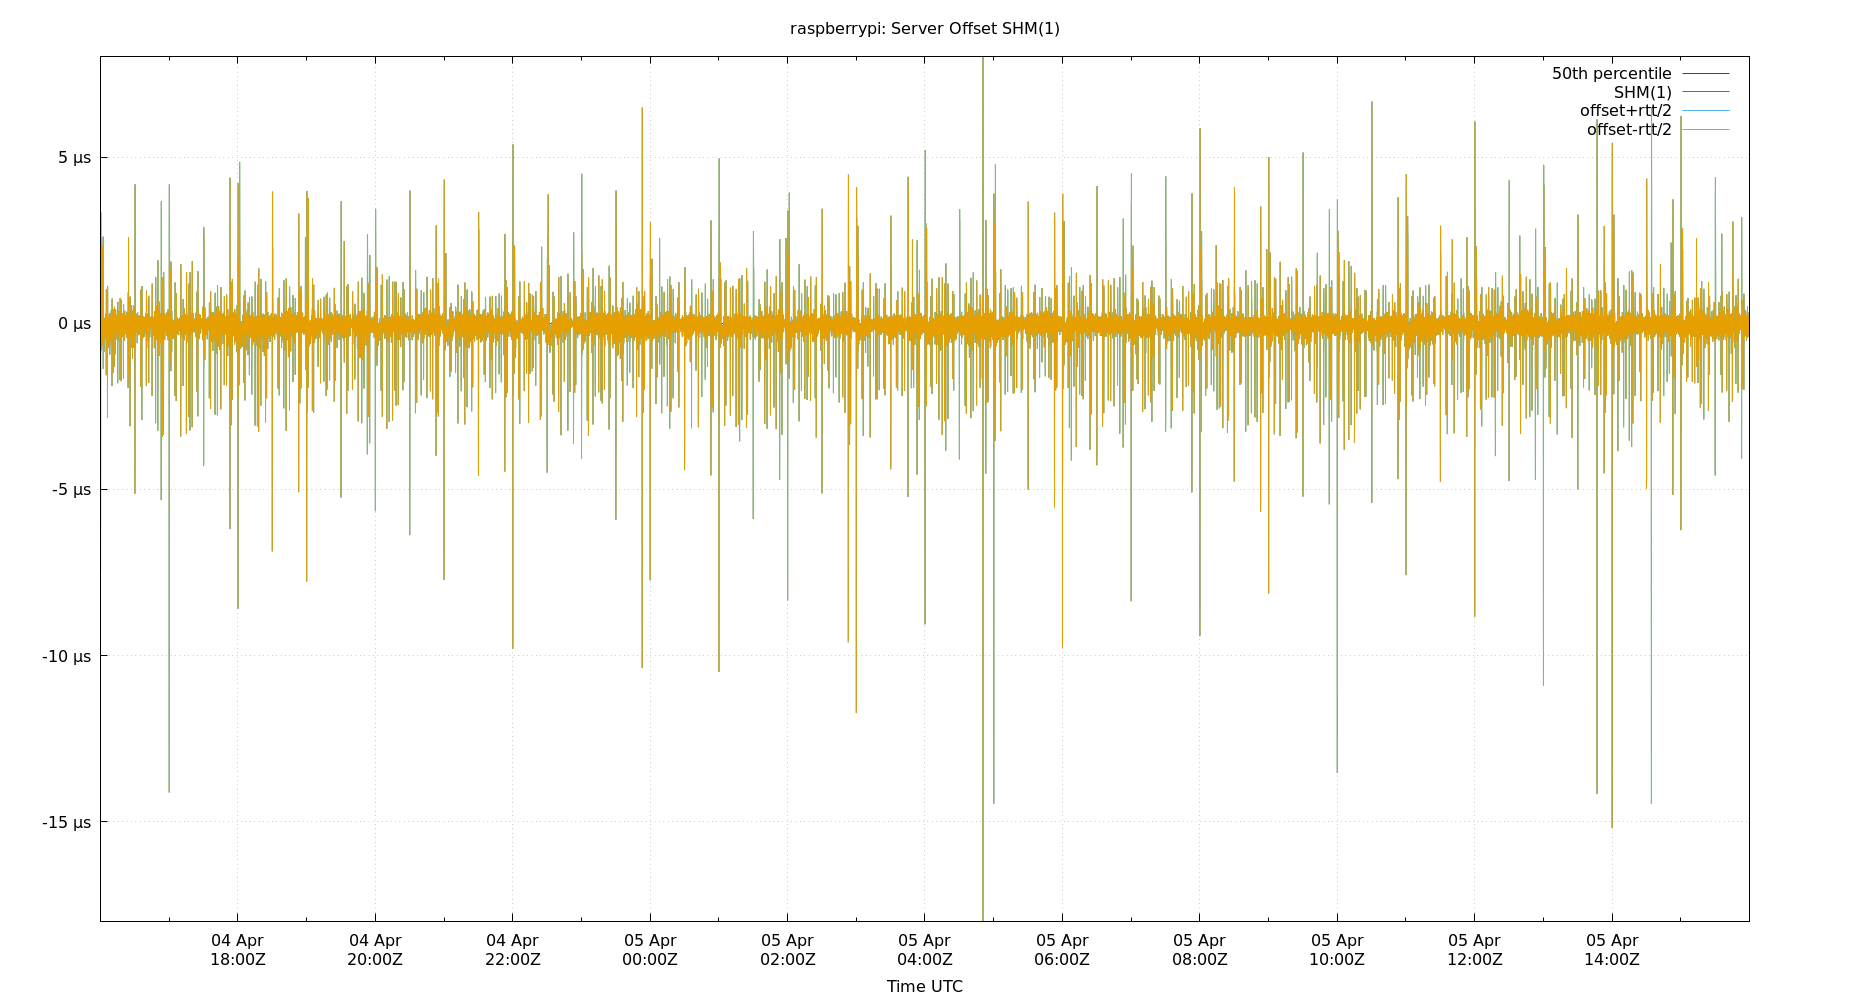 raspberrypi: Server Offset SHM(1)
50th percentile
SHM(1)
offset+rtt/2
offset-rtt/2
5 µs
0 µs
-5 µs
-10 µs
-15 µs
04 Apr 04 Apr 04 Apr 05 Apr 05 Apr 05 Apr 05 Apr 05 Apr 05 Apr 05 Apr 05 Apr
18:00Z 20:00Z 22:00Z 00:00Z 02:00Z 04:00Z 06:00Z 08:00Z 10:00Z 12:00Z 14:00Z
Time UTC